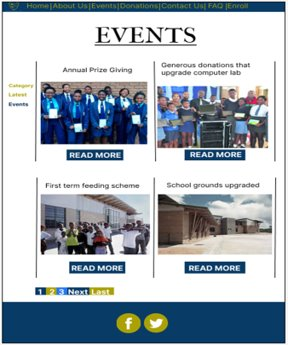 Home|About Us|Events|Donations|Contact Us| FAQ |Enroll
EVENTS
Category
Latest
Events
Annual Prize Giving
READ MORE
Generous donations that
upgrade computer lab
READ MORE
First term feeding scheme
READ MORE
School grounds upgraded
READ MORE
1 2 3 Next Last